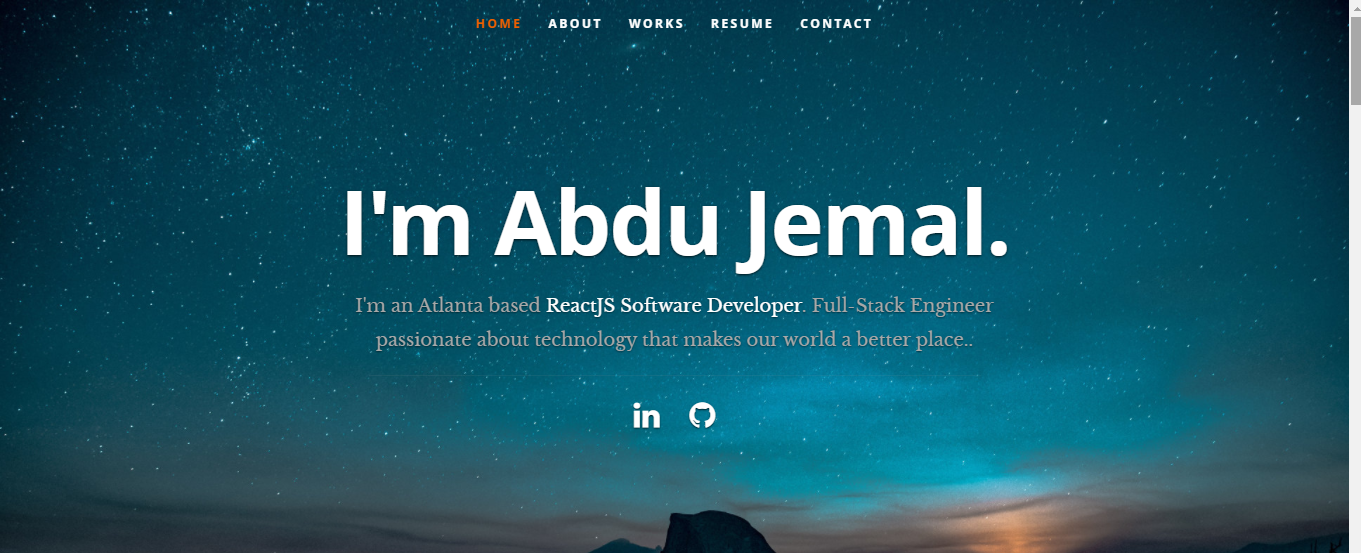 HOME ABOUT WORKS RESUME CONTACT
I'm Abdu Jemal.
I'm an Atlanta based ReactJS Software Developer. Full-Stack Engineer
passionate about technology that makes our world a better place..
in